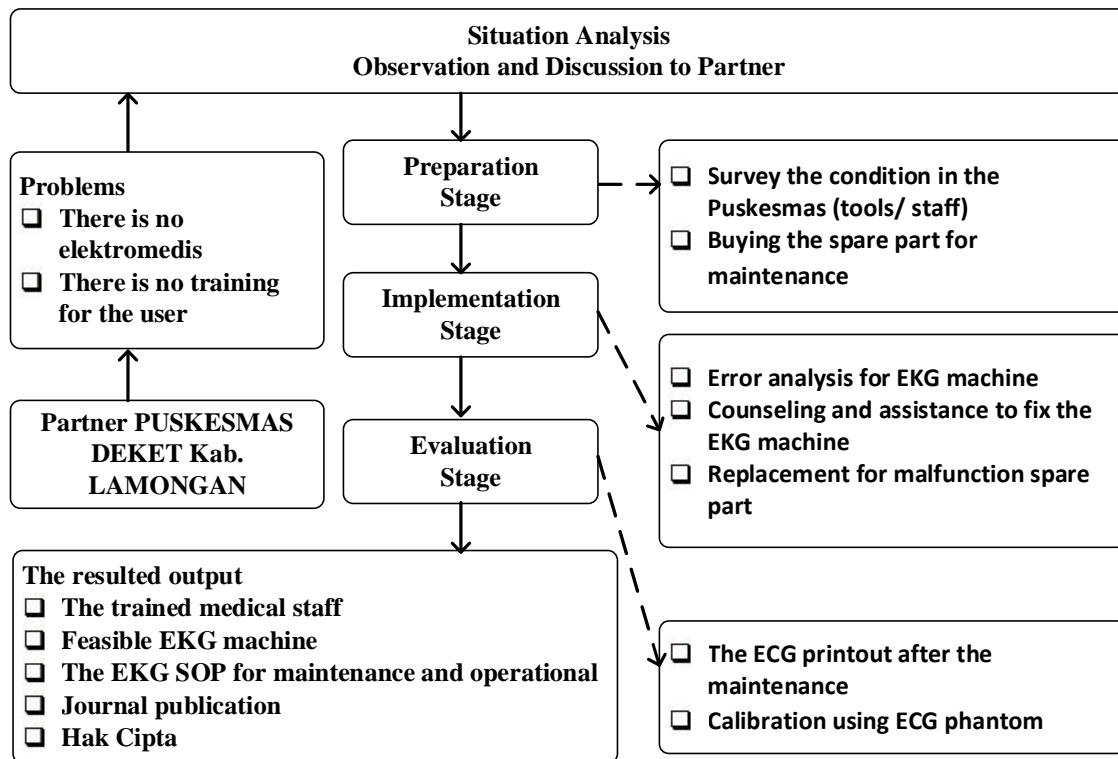 Situation Analysis
Observation and Discussion to Partner
Problems
❑ There is no
elektromedis
❑ There is no training
for the user
Partner PUSKESMAS
DEKET Kab.
LAMONGAN
Preparation
Stage
❑ Survey the condition in the
Puskesmas (tools/ staff)
❑ Buying the spare part for
maintenance
Implementation
Stage
❑ Error analysis for EKG machine
❑ Counseling and assistance to fix the
EKG machine
❑ Replacement for malfunction spare
part
Evaluation
Stage
❑ The ECG printout after the
maintenance
❑ Calibration using ECG phantom
The resulted output
❑ The trained medical staff
❑ Feasible EKG machine
❑ The EKG SOP for maintenance and operational
❑ Journal publication
❑ Hak Cipta